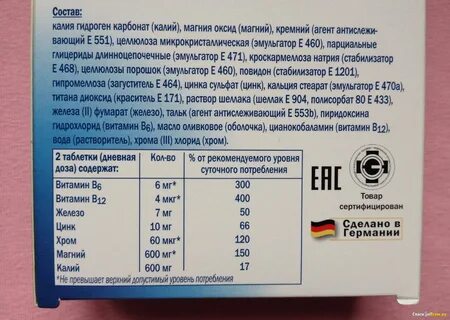 Состав:
калия гидроген карбонат (калий), магния оксид (магний), кремний (агент антислежи-
вающий Е 551), целлюлоза микрокристаллическая (эмульгатор Е 460), парциальные
глицериды длинноцепочечные (эмульгатор Е 471), кроскармеллоза натрия (стабилизатор
Е 468), целлюлозы порошок (эмульгатор Е 460), повидон (стабилизатор Е 1201),
гипромеллоза (загуститель Е 464), цинка сульфат (цинк), кальция стеарат (эмульгатор Е 470а),
титана диоксид (краситель Е 171), раствор шеллака (шеллак Е 904, полисорбат 80 Е 433),
железа (II) фумарат (железо), тальк (агент антислеживающий Е 553b), пиридоксина
гидрохлорид (витамин В6), масло оливковое (оболочка), цианокобаламин (витамин В12),
вода (растворитель), хрома (III) хлорид (хром).
2 таблетки (дневная доза) содержат: Кол-во % от рекомендуемого уровня суточного потребления
Витамин В6 6 мг* 300
Витамин В12 4 мкг* 400
Железо 7 мг 50
Цинк 10 66
Хром 60 мкг* 120
Магний 600 мг* 150
Калий 600 мг 17
*Не превышает верхний допустимый уровень потребления
ЕАС
Товар
сертифицирован
Сделано в
Германии